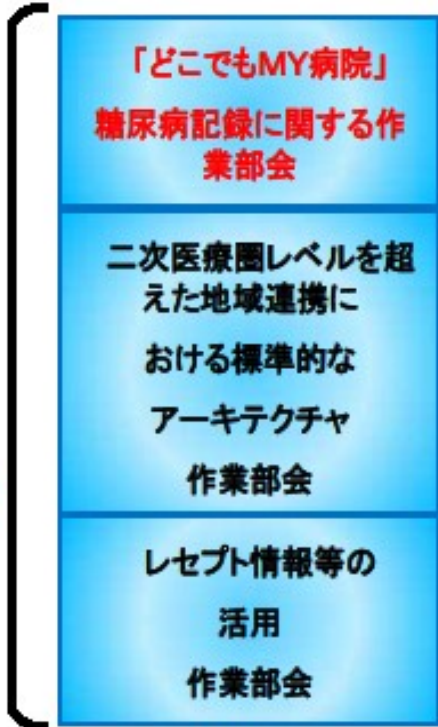 「どこでもMY病院」
糖尿病記録に関する作
業部会
二次医療圏レベルを超
えた地域連携に
おける標準的な
アーキテクチャ
作業部会
レセプト情報等の
活用
作業部会